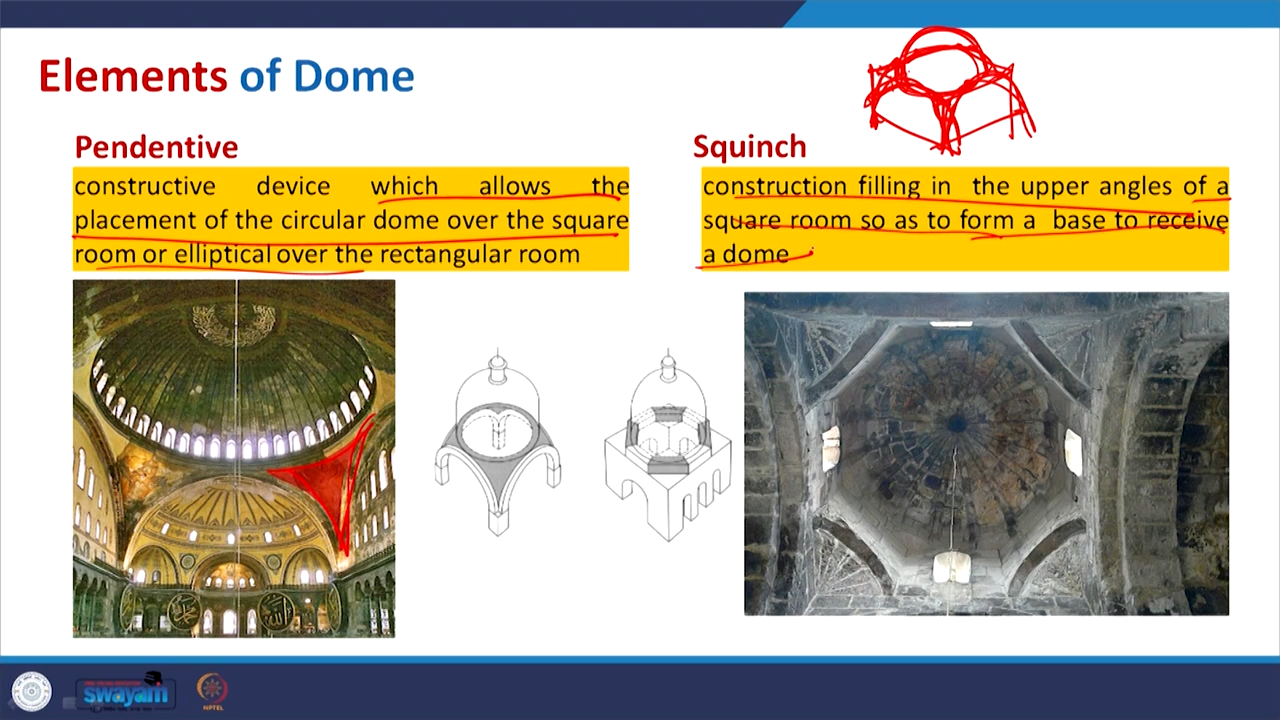 Elements of Dome
Pendentive
constructive device which allows the
placement of the circular dome over the square
room or elliptical over the rectangular room
Squinch
construction filling in the upper angles of a
square room so as to form a base to receive
a dome
swayam
NPTEL